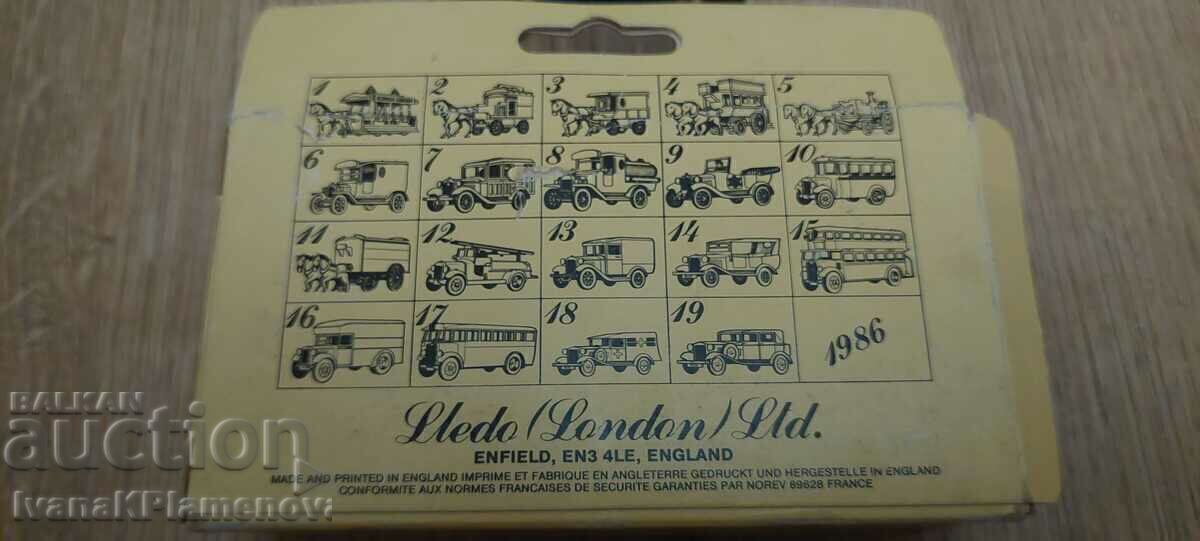 1 2 3 4 5
6 7 8 9 10
11 12 13 14 15
16 17 18 19 1986
Lledo (London) Ltd.
ENFIELD, EN3 4LE, ENGLAND
MADE AND PRINTED IN ENGLAND IMPRIME ET FABRIQUE EN ANGLETERRE GEDRUCKT UND HERGESTELLE IN ENGLAND
CONFORMITE AUX NORMES FRANCAISES DE SECURITE GARANTIES PAR NOREV 69628 FRANCE
BALKAN
auction
IvanaKPlamenova